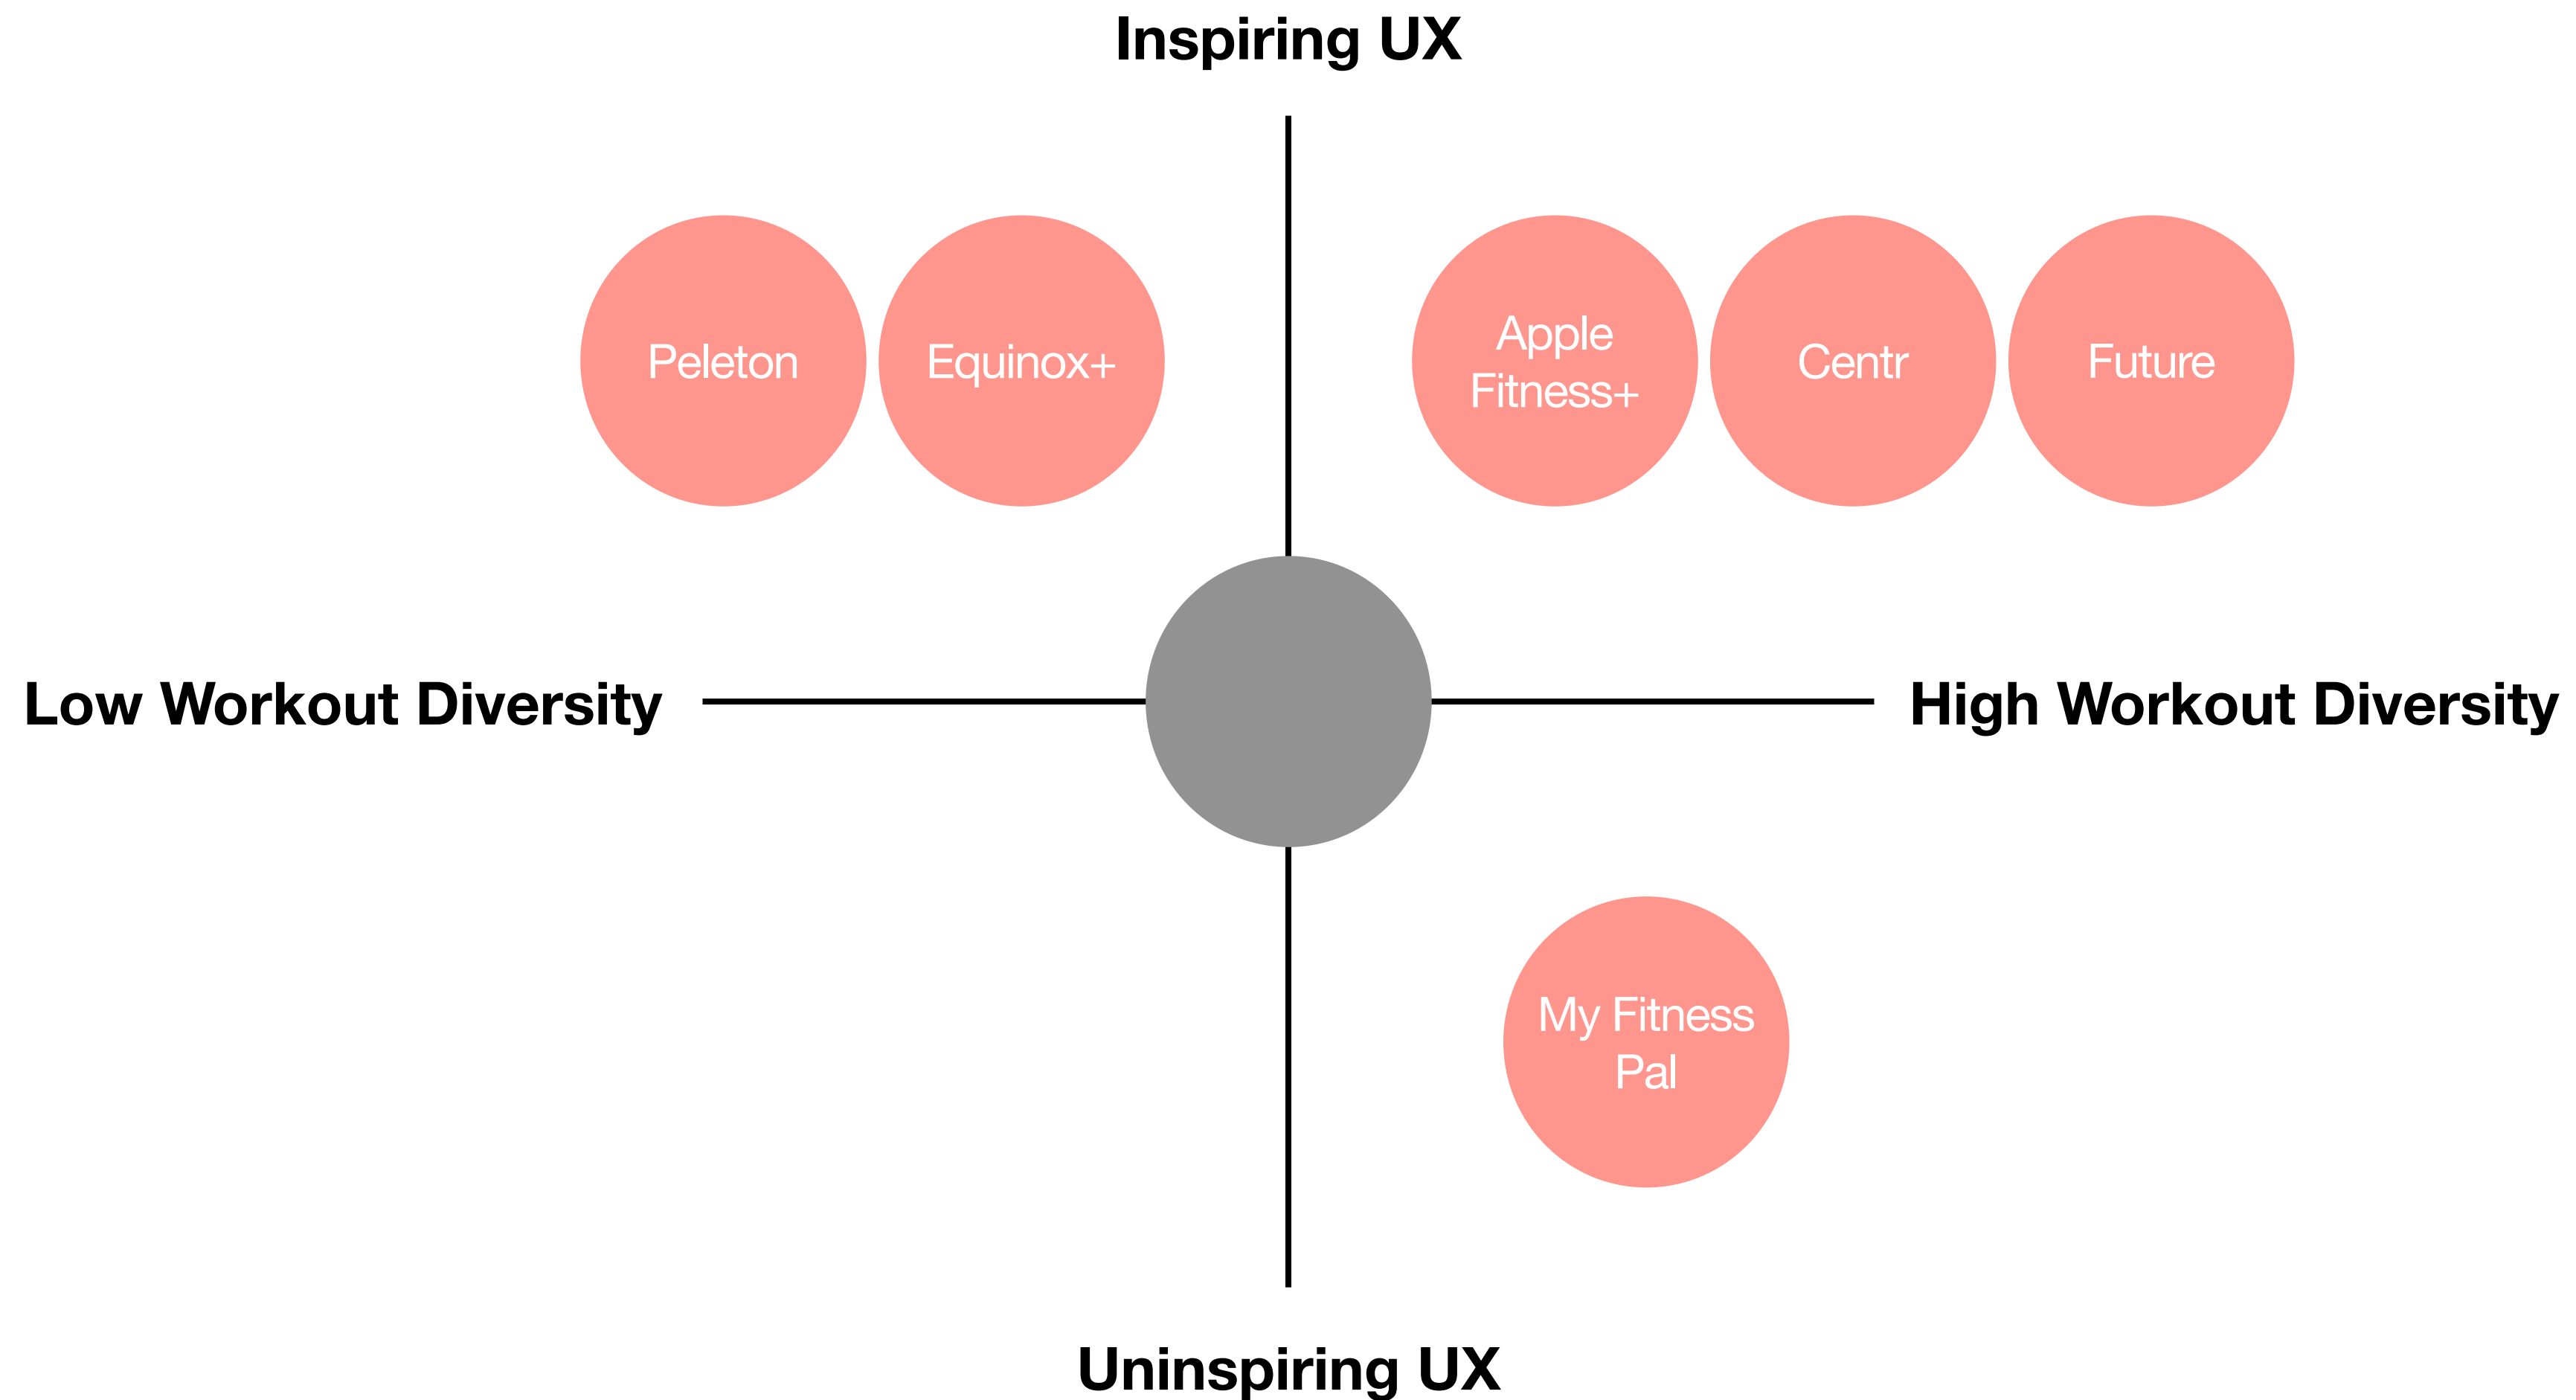 Inspiring UX
Peleton
Equinox+
Apple
Fitness+
Centr
Future
Low Workout Diversity
High Workout Diversity
My Fitness
Pal
Uninspiring UX